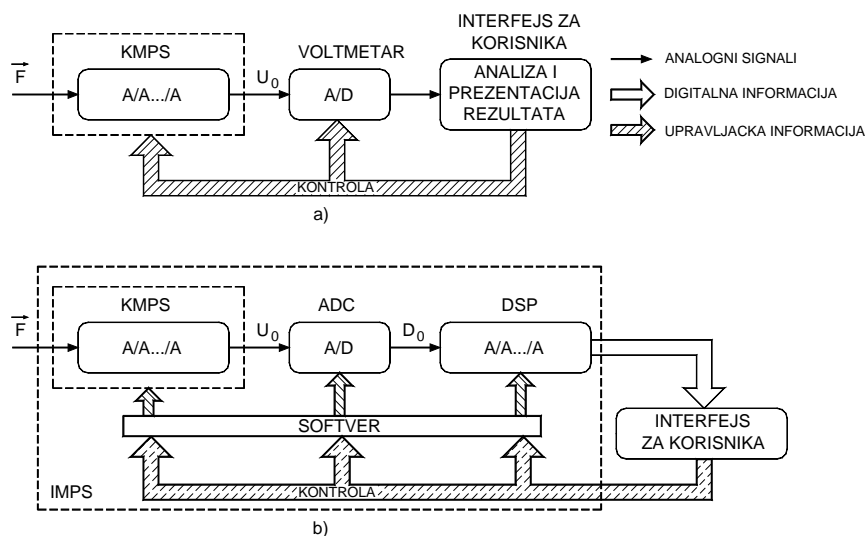 KMPS
VOLTMETAR
INTERFEJS ZA
KORISNIKA
F
A/A.../A
U0
A/D
ANALIZA I
PREZENTACIJA
REZULTATA
KONTROLA
a)
ANALOGNI SIGNALI
DIGITALNA INFORMACIJA
UPRAVLJACKA INFORMACIJA
KMPS
ADC
DSP
F
A/A.../A
U0
A/D
D0
A/A.../A
SOFTVER
INTERFEJS
ZA KORISNIKA
IMPS
KONTROLA
b)